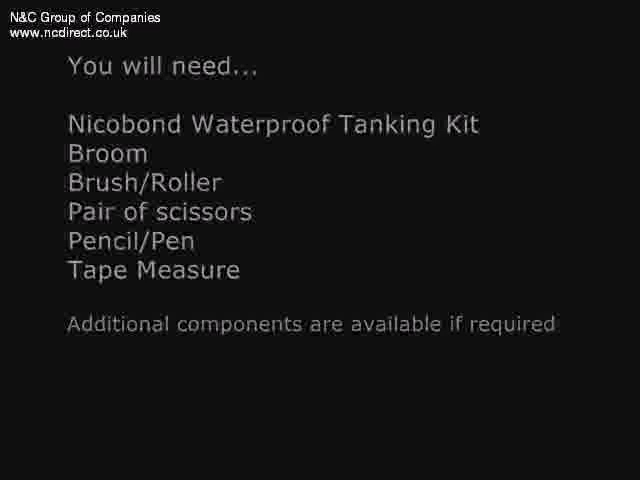 N&C Group of Companies
www.ncdirect.co.uk
You will need...
Nicobond Waterproof Tanking Kit
Broom
Brush/Roller
Pair of scissors
Pencil/Pen
Tape Measure
Additional components are available if required